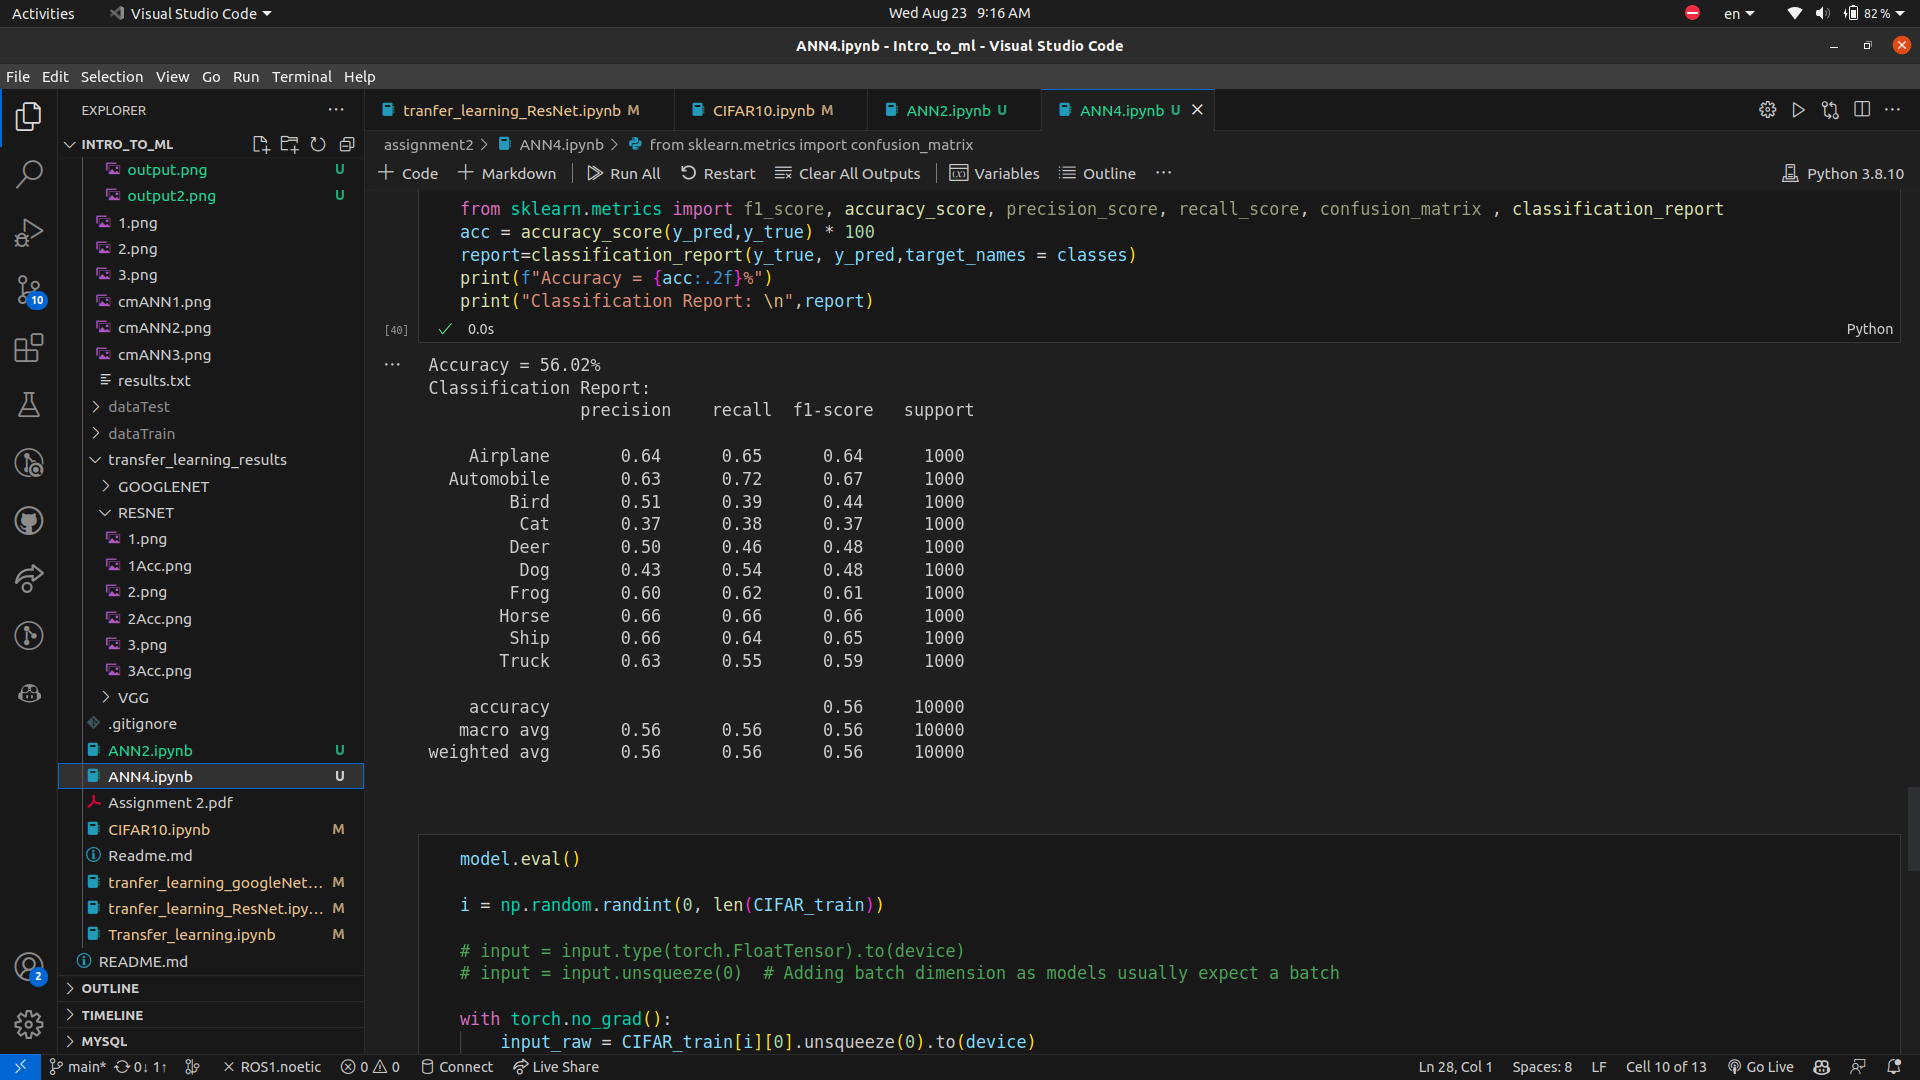 Activities
Visual Studio Code
Wed Aug 23 9:16 AM
en
82 %
ANN4.ipynb - Intro_to_ml - Visual Studio Code
File Edit Selection View Go Run Terminal Help
EXPLORER
INTRO_TO_ML
output.png U
output2.png U
1.png
2.png
3.png
cmANN1.png
cmANN2.png
cmANN3.png
results.txt
dataTest
dataTrain
transfer_learning_results
GOOGLENET
RESNET
1.png
1Acc.png
2.png
2Acc.png
3.png
3Acc.png
VGG
.gitignore
ANN2.ipynb U
ANN4.ipynb U
Assignment 2.pdf
CIFAR10.ipynb M
Readme.md
tranfer_learning_googleNet... M
tranfer_learning_ResNet.ipy... M
Transfer_learning.ipynb M
README.md
OUTLINE
TIMELINE
MYSQL
10
2
tranfer_learning_ResNet.ipynb M
CIFAR10.ipynb M
ANN2.ipynb U
ANN4.ipynb U
assignment2 > ANN4.ipynb > from sklearn.metrics import confusion_matrix
+ Code + Markdown | Run All Restart Clear All Outputs | Variables Outline ...
Python 3.8.10
from sklearn.metrics import f1_score, accuracy_score, precision_score, recall_score, confusion_matrix , classification_report
acc = accuracy_score(y_pred,y_true) * 100
report=classification_report(y_true, y_pred,target_names = classes)
print(f"Accuracy = {acc:.2f}%")
print("Classification Report: \n",report)
[40] 0.0s Python
Accuracy = 56.02%
Classification Report:
precision recall f1-score support
Airplane 0.64 0.65 0.64 1000
Automobile 0.63 0.72 0.67 1000
Bird 0.51 0.39 0.44 1000
Cat 0.37 0.38 0.37 1000
Deer 0.50 0.46 0.48 1000
Dog 0.43 0.54 0.48 1000
Frog 0.60 0.62 0.61 1000
Horse 0.66 0.66 0.66 1000
Ship 0.66 0.64 0.65 1000
Truck 0.63 0.55 0.59 1000
accuracy 0.56 10000
macro avg 0.56 0.56 0.56 10000
weighted avg 0.56 0.56 0.56 10000
model.eval()
i = np.random.randint(0, len(CIFAR_train))
# input = input.type(torch.FloatTensor).to(device)
# input = input.unsqueeze(0)  # Adding batch dimension as models usually expect a batch
with torch.no_grad():
input_raw = CIFAR_train[i][0].unsqueeze(0).to(device)
main* 0↓ 1↑ ROS1.noetic 0 0 Connect Live Share
Ln 28, Col 1 Spaces: 8 LF Cell 10 of 13 Go Live